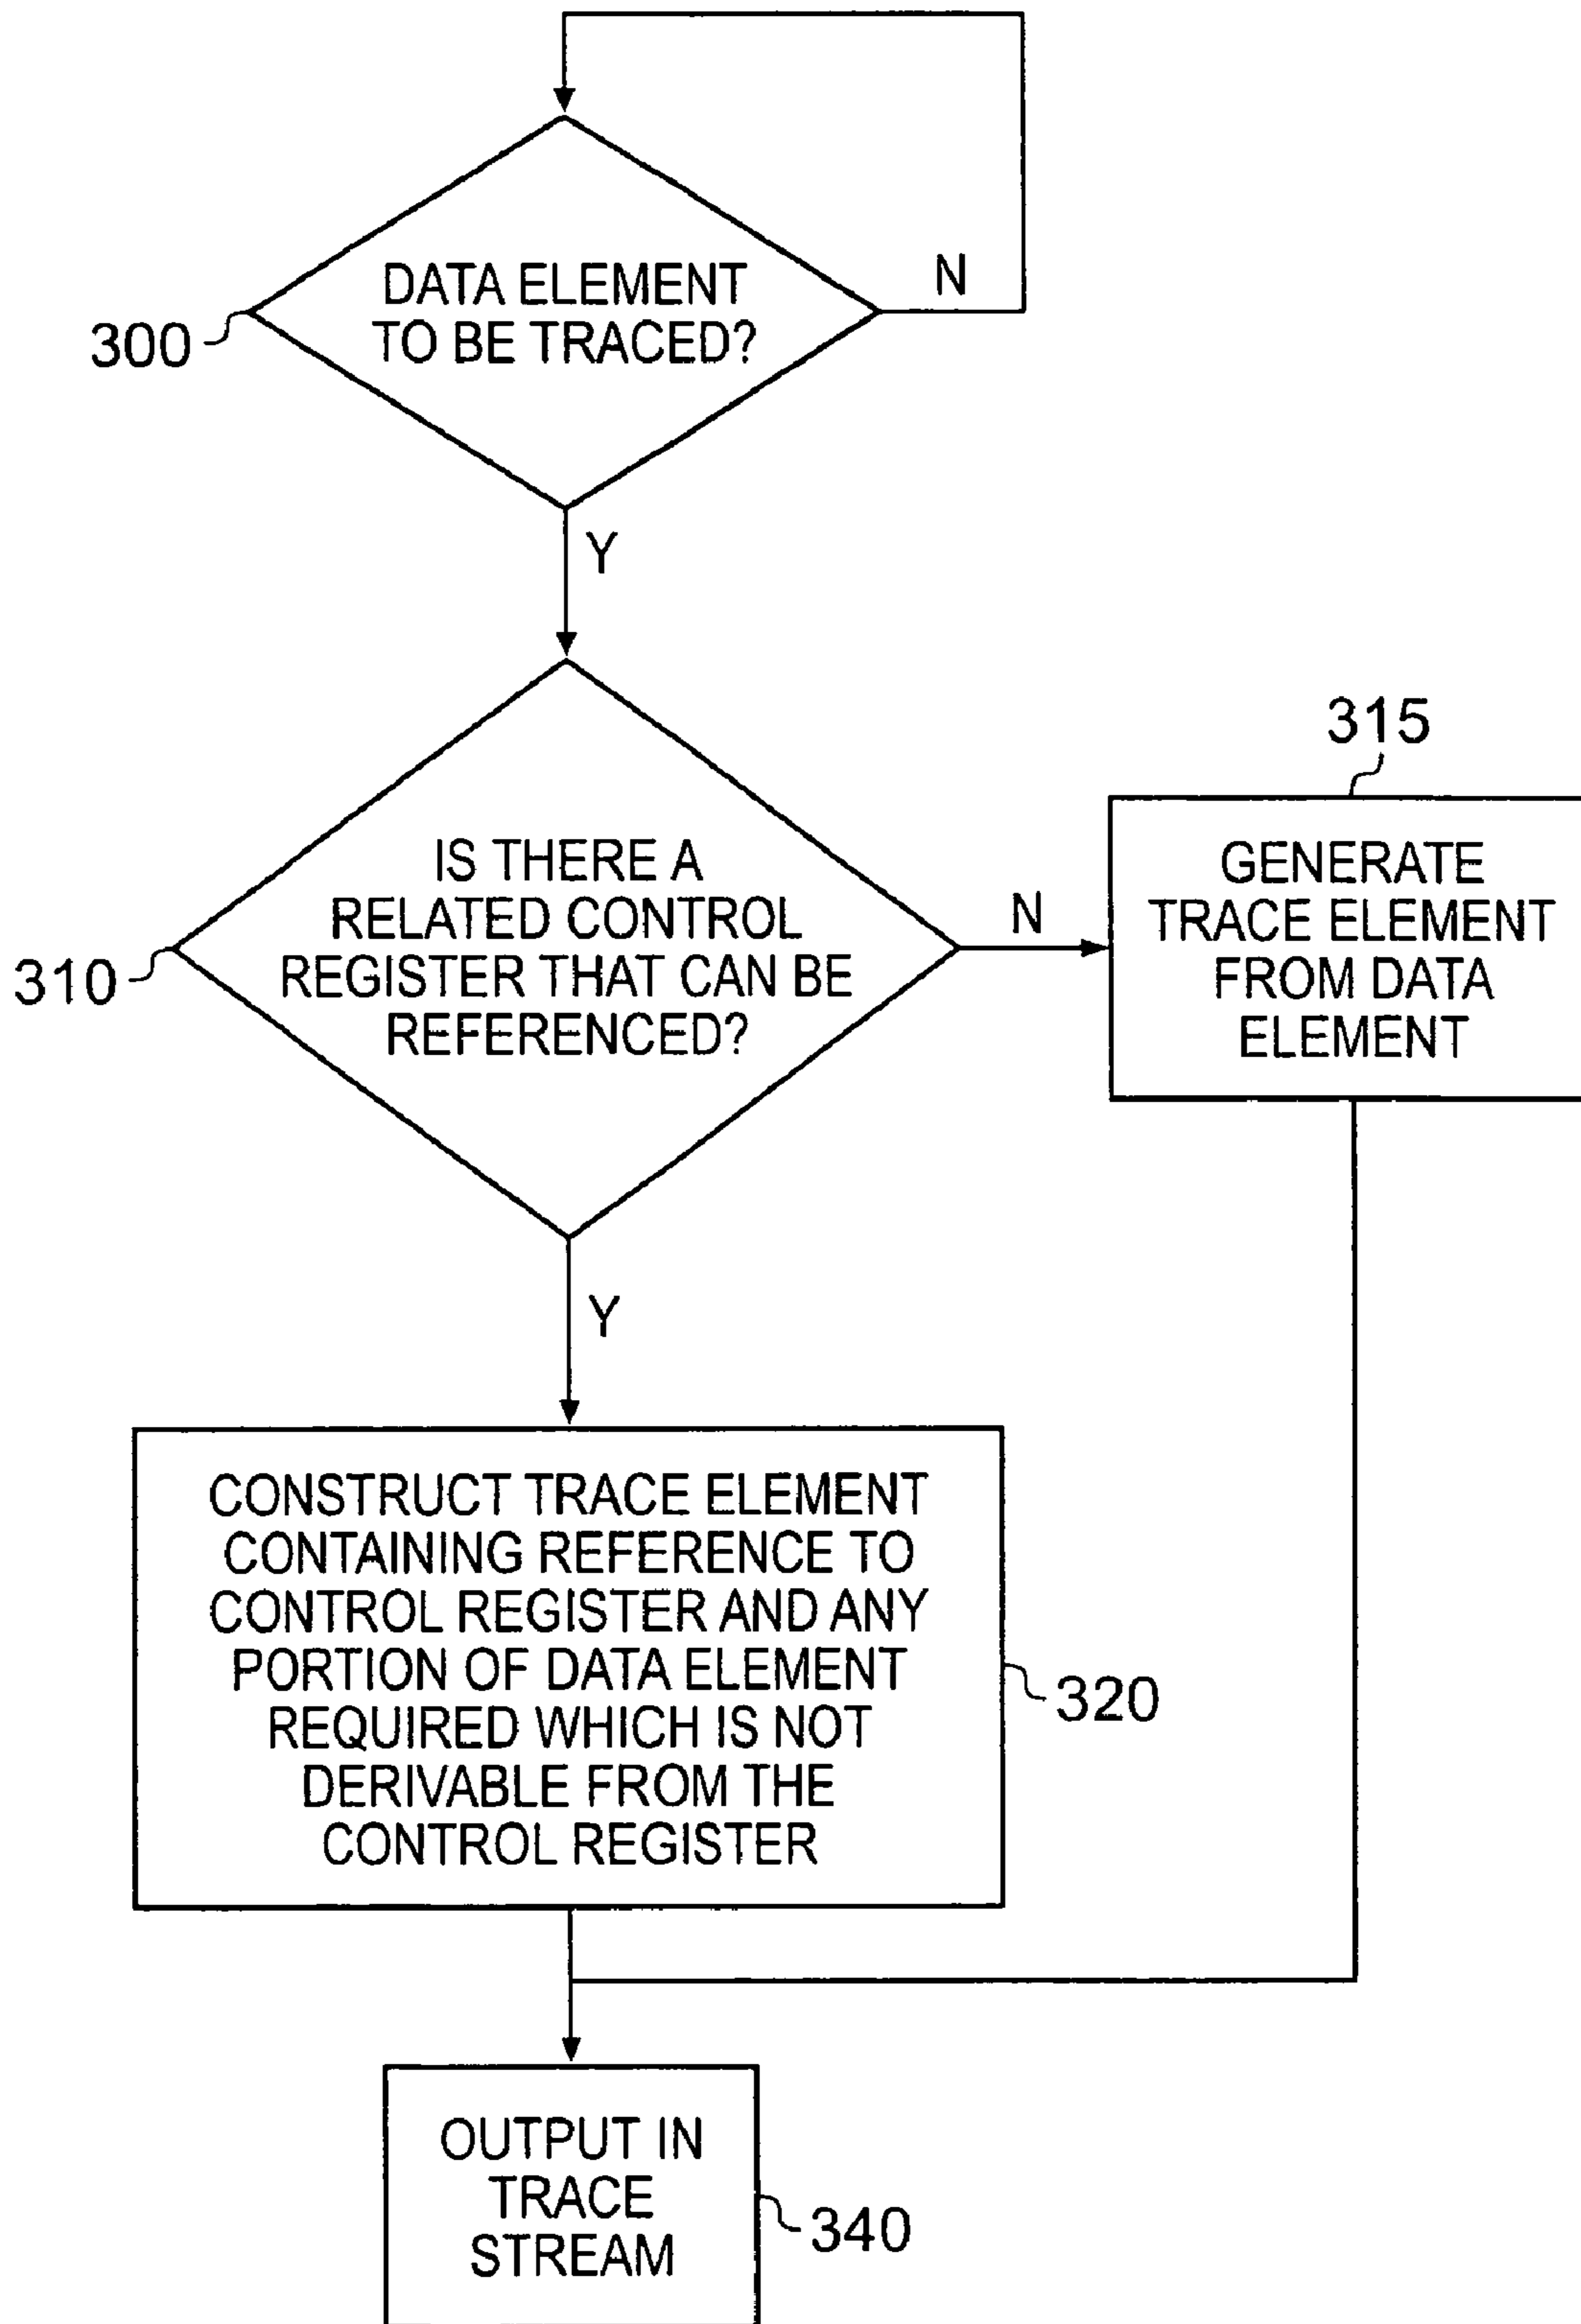 DATA ELEMENT
TO BE TRACED?
N
300
Y
315
IS THERE A
RELATED CONTROL
REGISTER THAT CAN BE
REFERENCED?
N
310
GENERATE
TRACE ELEMENT
FROM DATA
ELEMENT
Y
CONSTRUCT TRACE ELEMENT
CONTAINING REFERENCE TO
CONTROL REGISTER AND ANY
PORTION OF DATA ELEMENT
REQUIRED WHICH IS NOT
DERIVABLE FROM THE
CONTROL REGISTER
320
OUTPUT IN
TRACE
STREAM
340